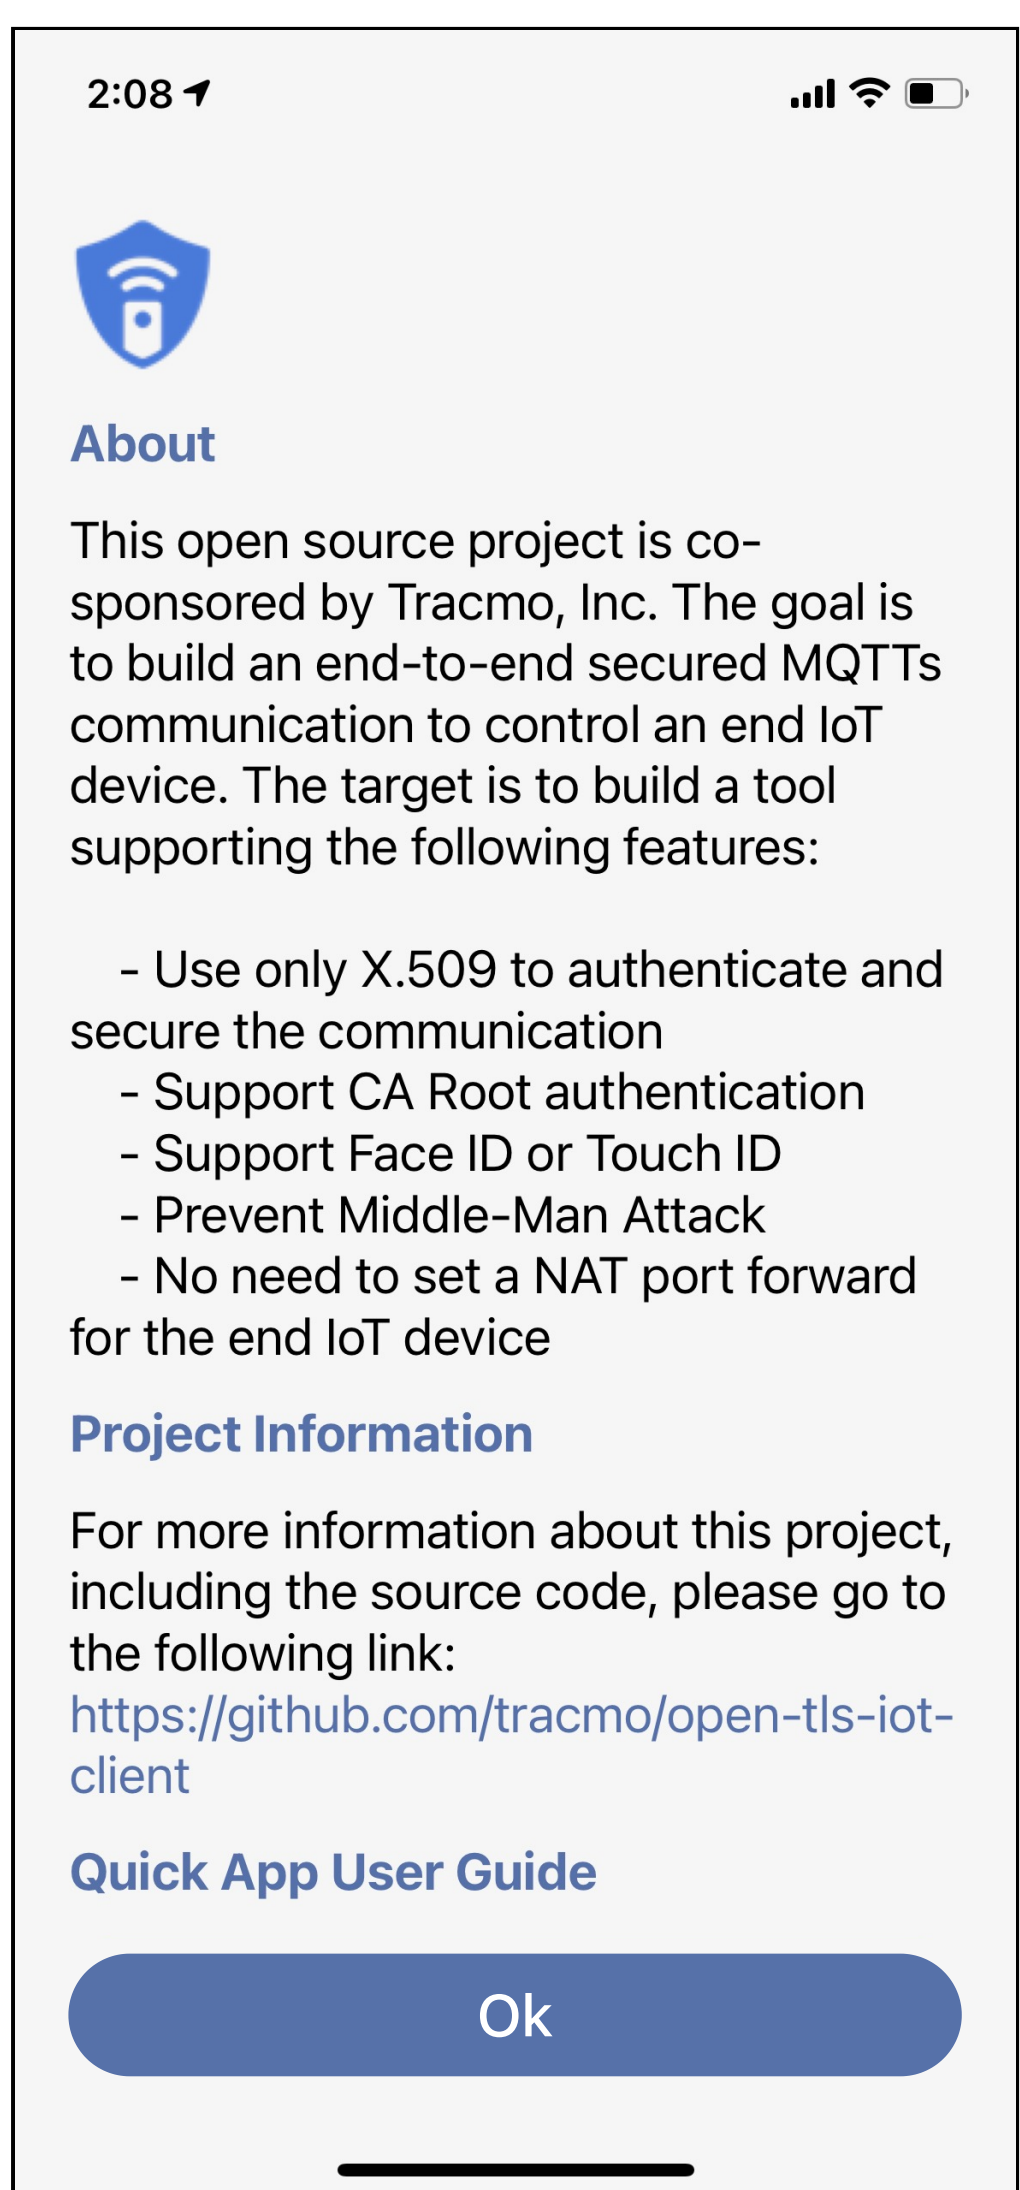 2:08
About
This open source project is co-
sponsored by Tracmo, Inc. The goal is
to build an end-to-end secured MQTTs
communication to control an end IoT
device. The target is to build a tool
supporting the following features:
- Use only X.509 to authenticate and
secure the communication
- Support CA Root authentication
- Support Face ID or Touch ID
- Prevent Middle-Man Attack
- No need to set a NAT port forward
for the end IoT device
Project Information
For more information about this project,
including the source code, please go to
the following link:
https://github.com/tracmo/open-tls-iot-
client
Quick App User Guide
Ok